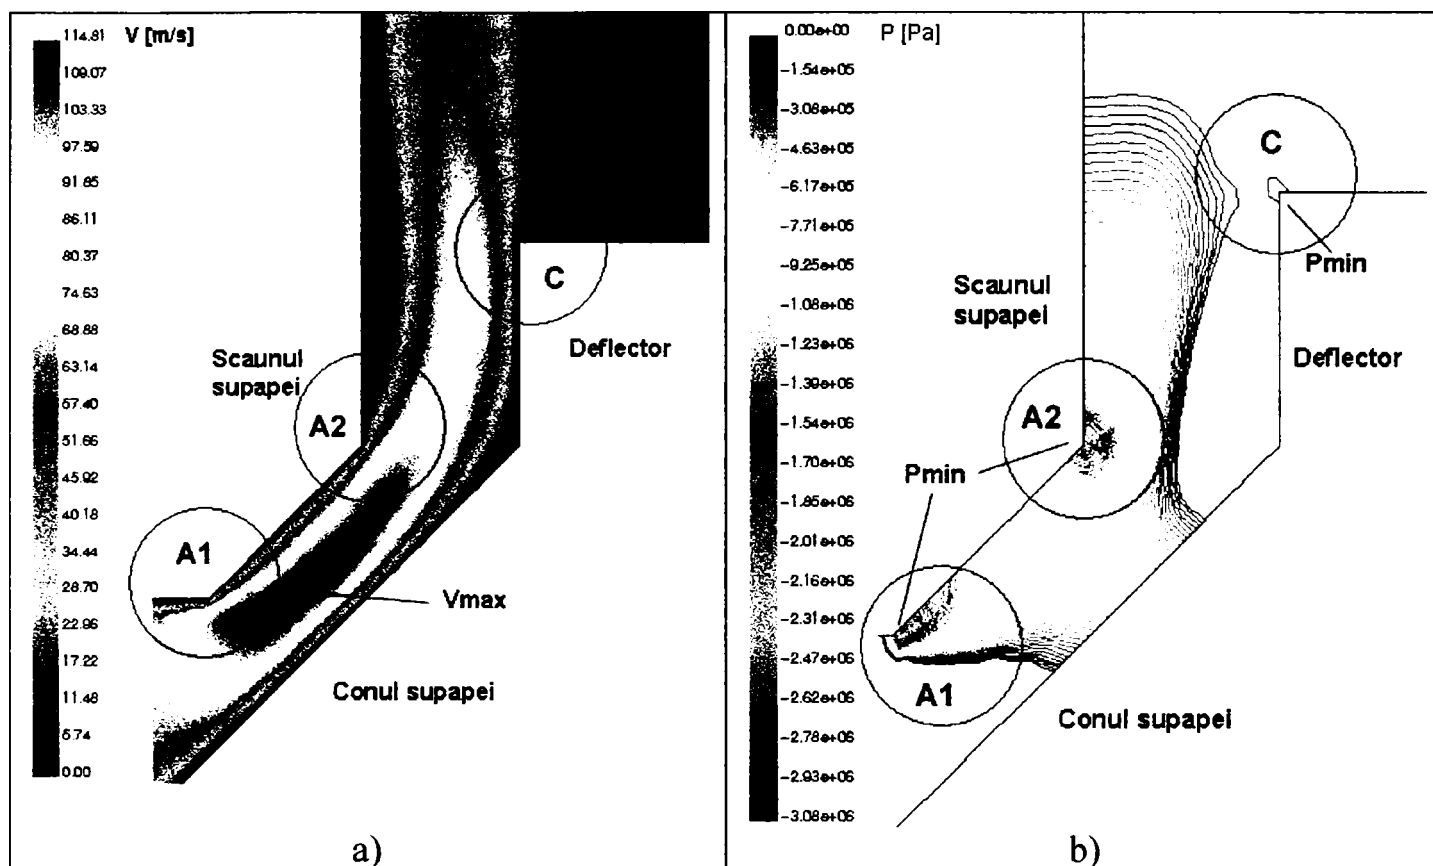 V [m/s]
114.81
109.07
103.33
97.59
91.85
86.11
80.37
74.63
68.88
63.14
57.40
51.66
45.92
40.18
34.44
28.70
22.96
17.22
11.48
5.74
0.00
Scaunul
supapei
A2
A1
C
Deflector
Vmax
Conul supapei
a)
P [Pa]
0.00e+00
-1.54e+05
-3.08e+05
-4.63e+05
-6.17e+05
-7.71e+05
-9.25e+05
-1.08e+06
-1.23e+06
-1.39e+06
-1.54e+06
-1.70e+06
-1.85e+06
-2.01e+06
-2.16e+06
-2.31e+06
-2.47e+06
-2.62e+06
-2.78e+06
-2.93e+06
-3.08e+06
C
Pmin
Scaunul
supapei
Deflector
A2
Pmin
A1
Conul supapei
b)